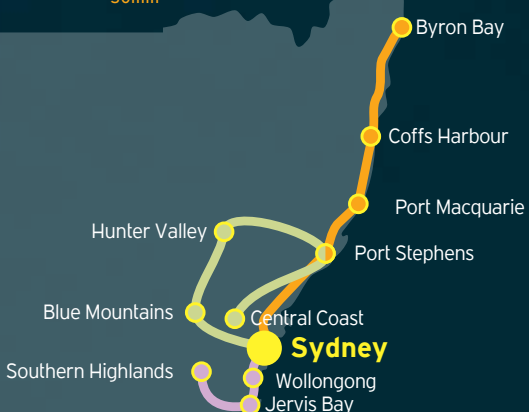 Byron Bay
Coffs Harbour
Port Macquarie
Hunter Valley
Port Stephens
Blue Mountains
Central Coast
Sydney
Southern Highlands
Wollongong
Jervis Bay